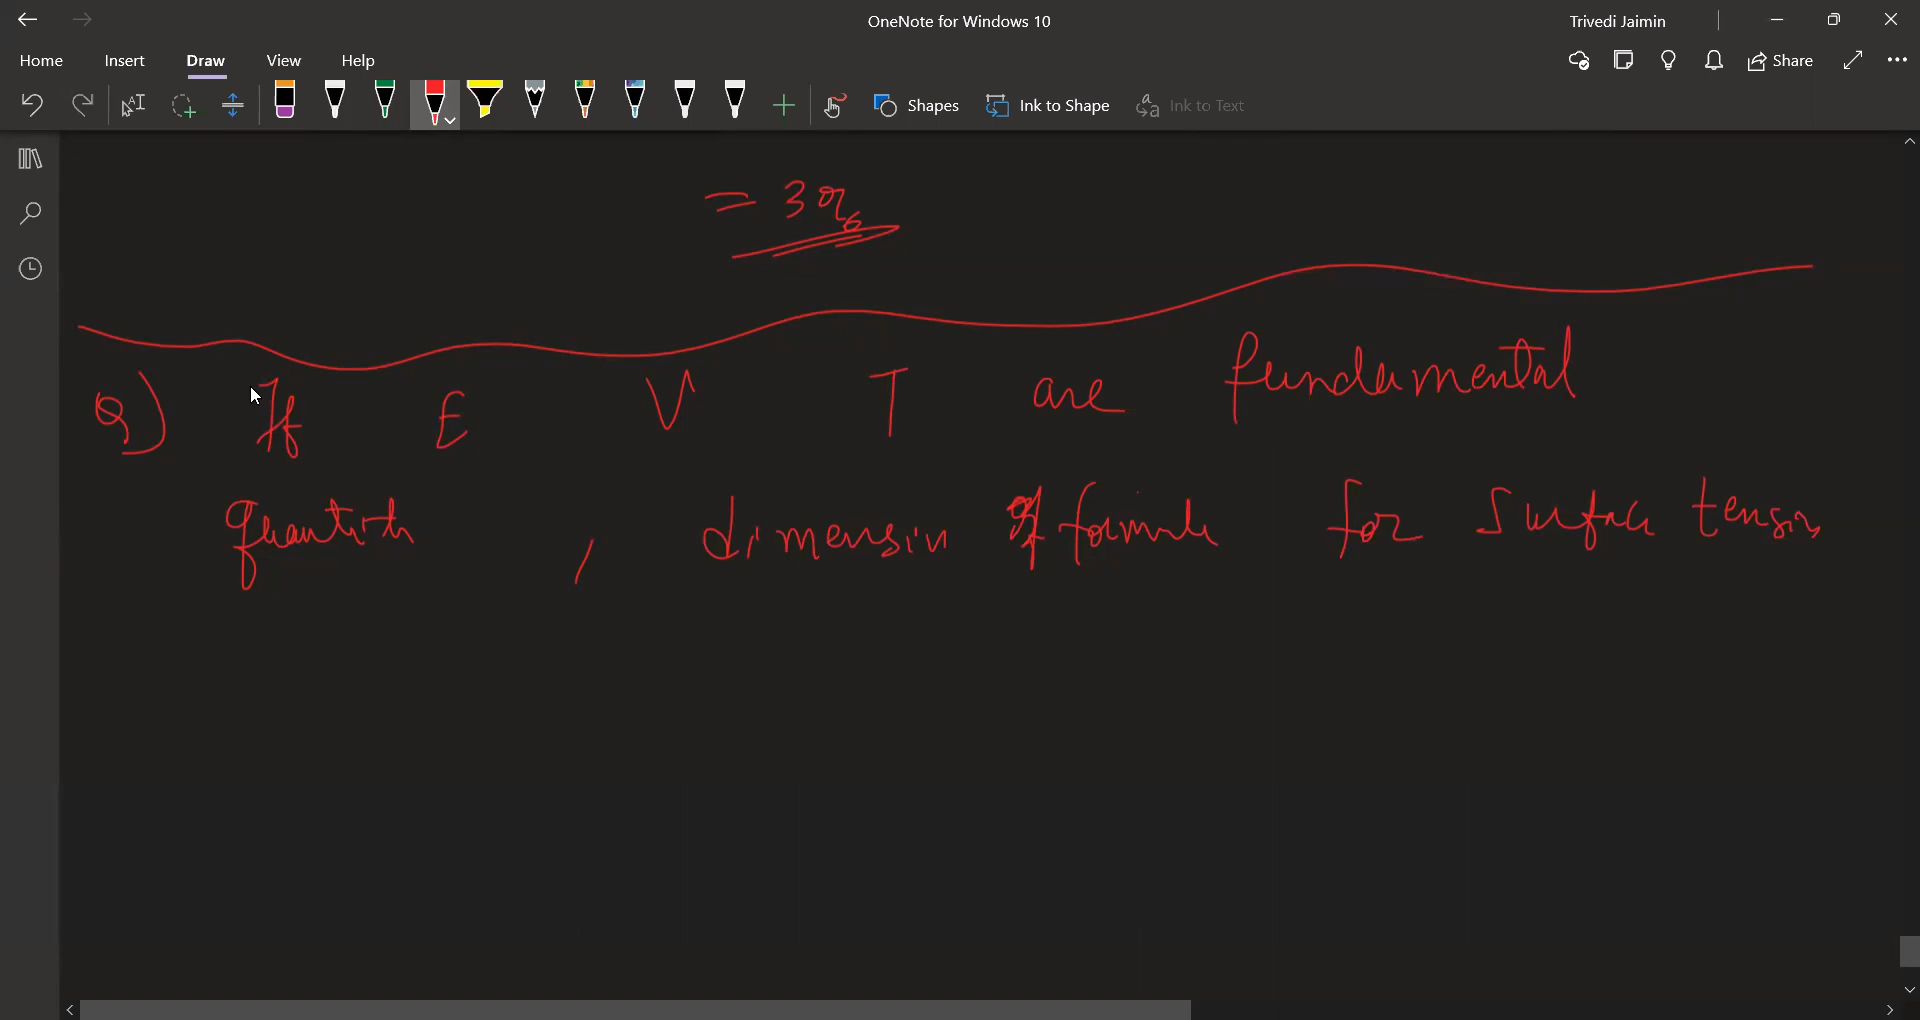 OneNote for Windows 10
Trivedi Jaimin
Home Insert Draw View Help
Share
Shapes Ink to Shape Ink to Text
= 3%
Q) If E V T are fundamental
, dimension of formula for Surface tension